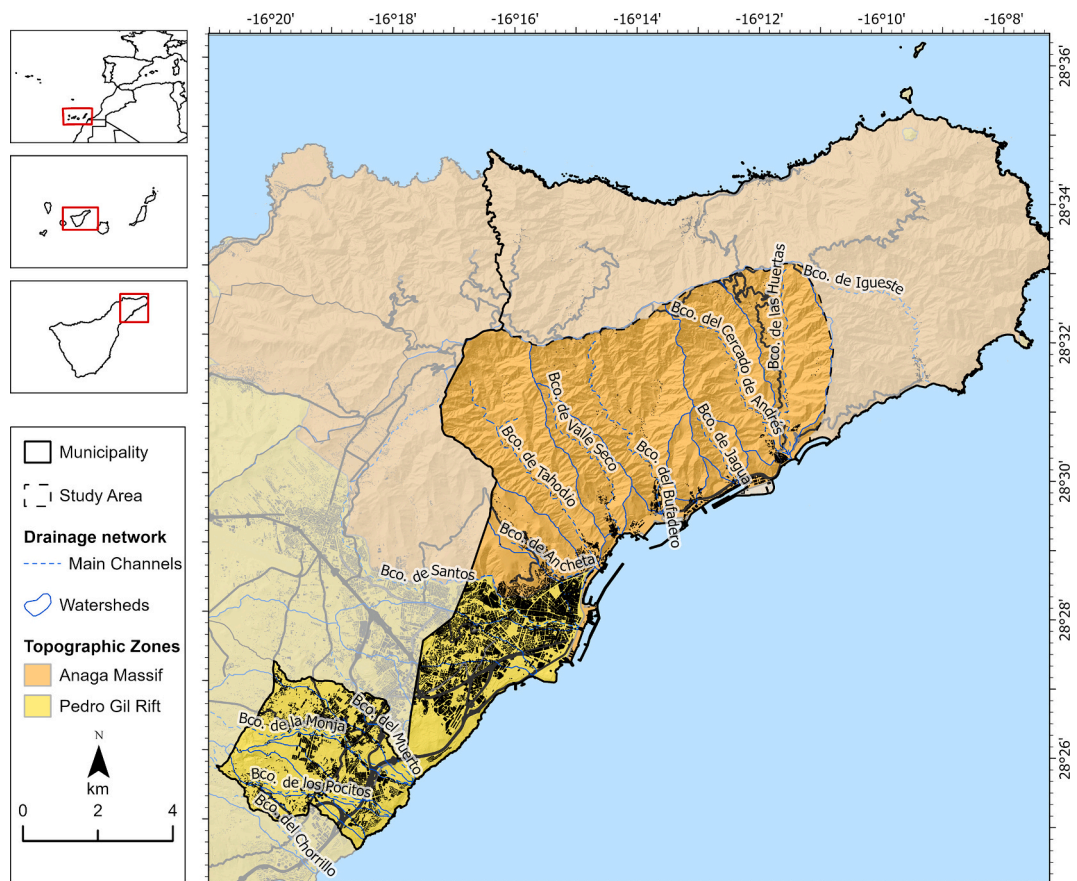 -16°20' -16°18' -16°16' -16°14' -16°12' -16°10' -16°8'
28°36'
28°34'
28°32'
28°30'
28°28'
28°26'
Bco. de Igueste
Bco. de las Huertas
Bco. del Cercado de Andrés
Bco. de Jagua
Bco. del Bufadero
Bco. de Valle Seco
Bco. de Tahodio
Bco. de Ancheta
Bco. de Santos
Bco. del Muerto
Bco. de la Monja
Bco. de los Pocitos
Bco. del Chorrillo
Municipality
Study Area
Drainage network
Main Channels
Watersheds
Topographic Zones
Anaga Massif
Pedro Gil Rift
N
km
0 2 4